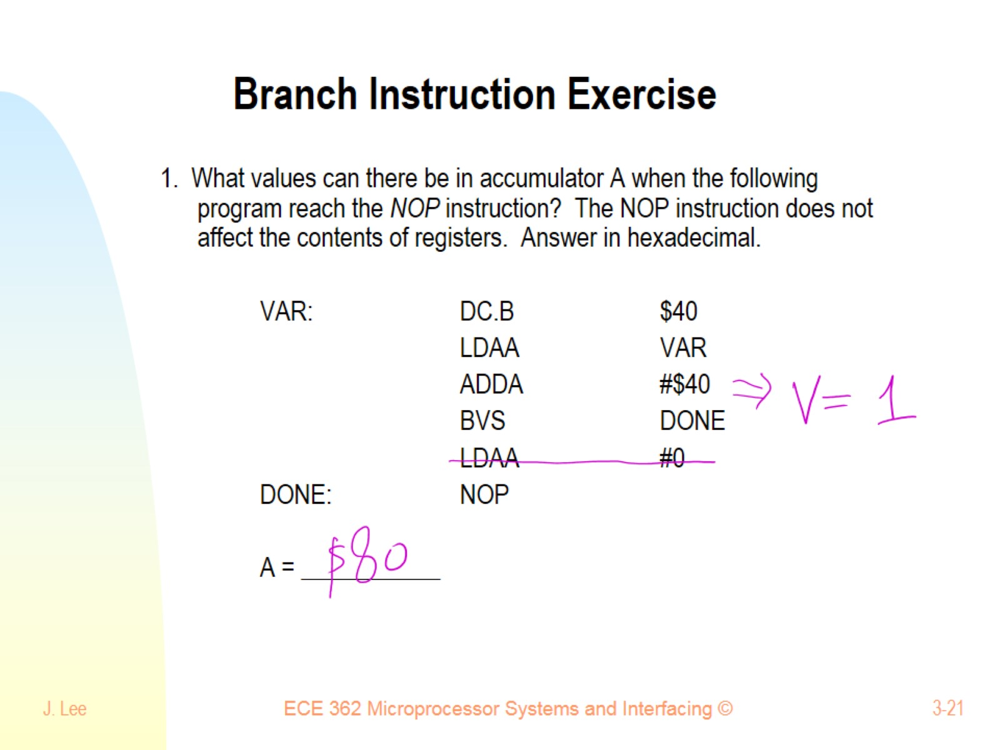 Branch Instruction Exercise
1. What values can there be in accumulator A when the following
program reach the NOP instruction? The NOP instruction does not
affect the contents of registers. Answer in hexadecimal.
VAR: DC.B $40
LDAA VAR
ADDA #$40 ⇒ V = 1
BVS DONE
LDAA #0
DONE: NOP
A = $80
J. Lee ECE 362 Microprocessor Systems and Interfacing © 3-21